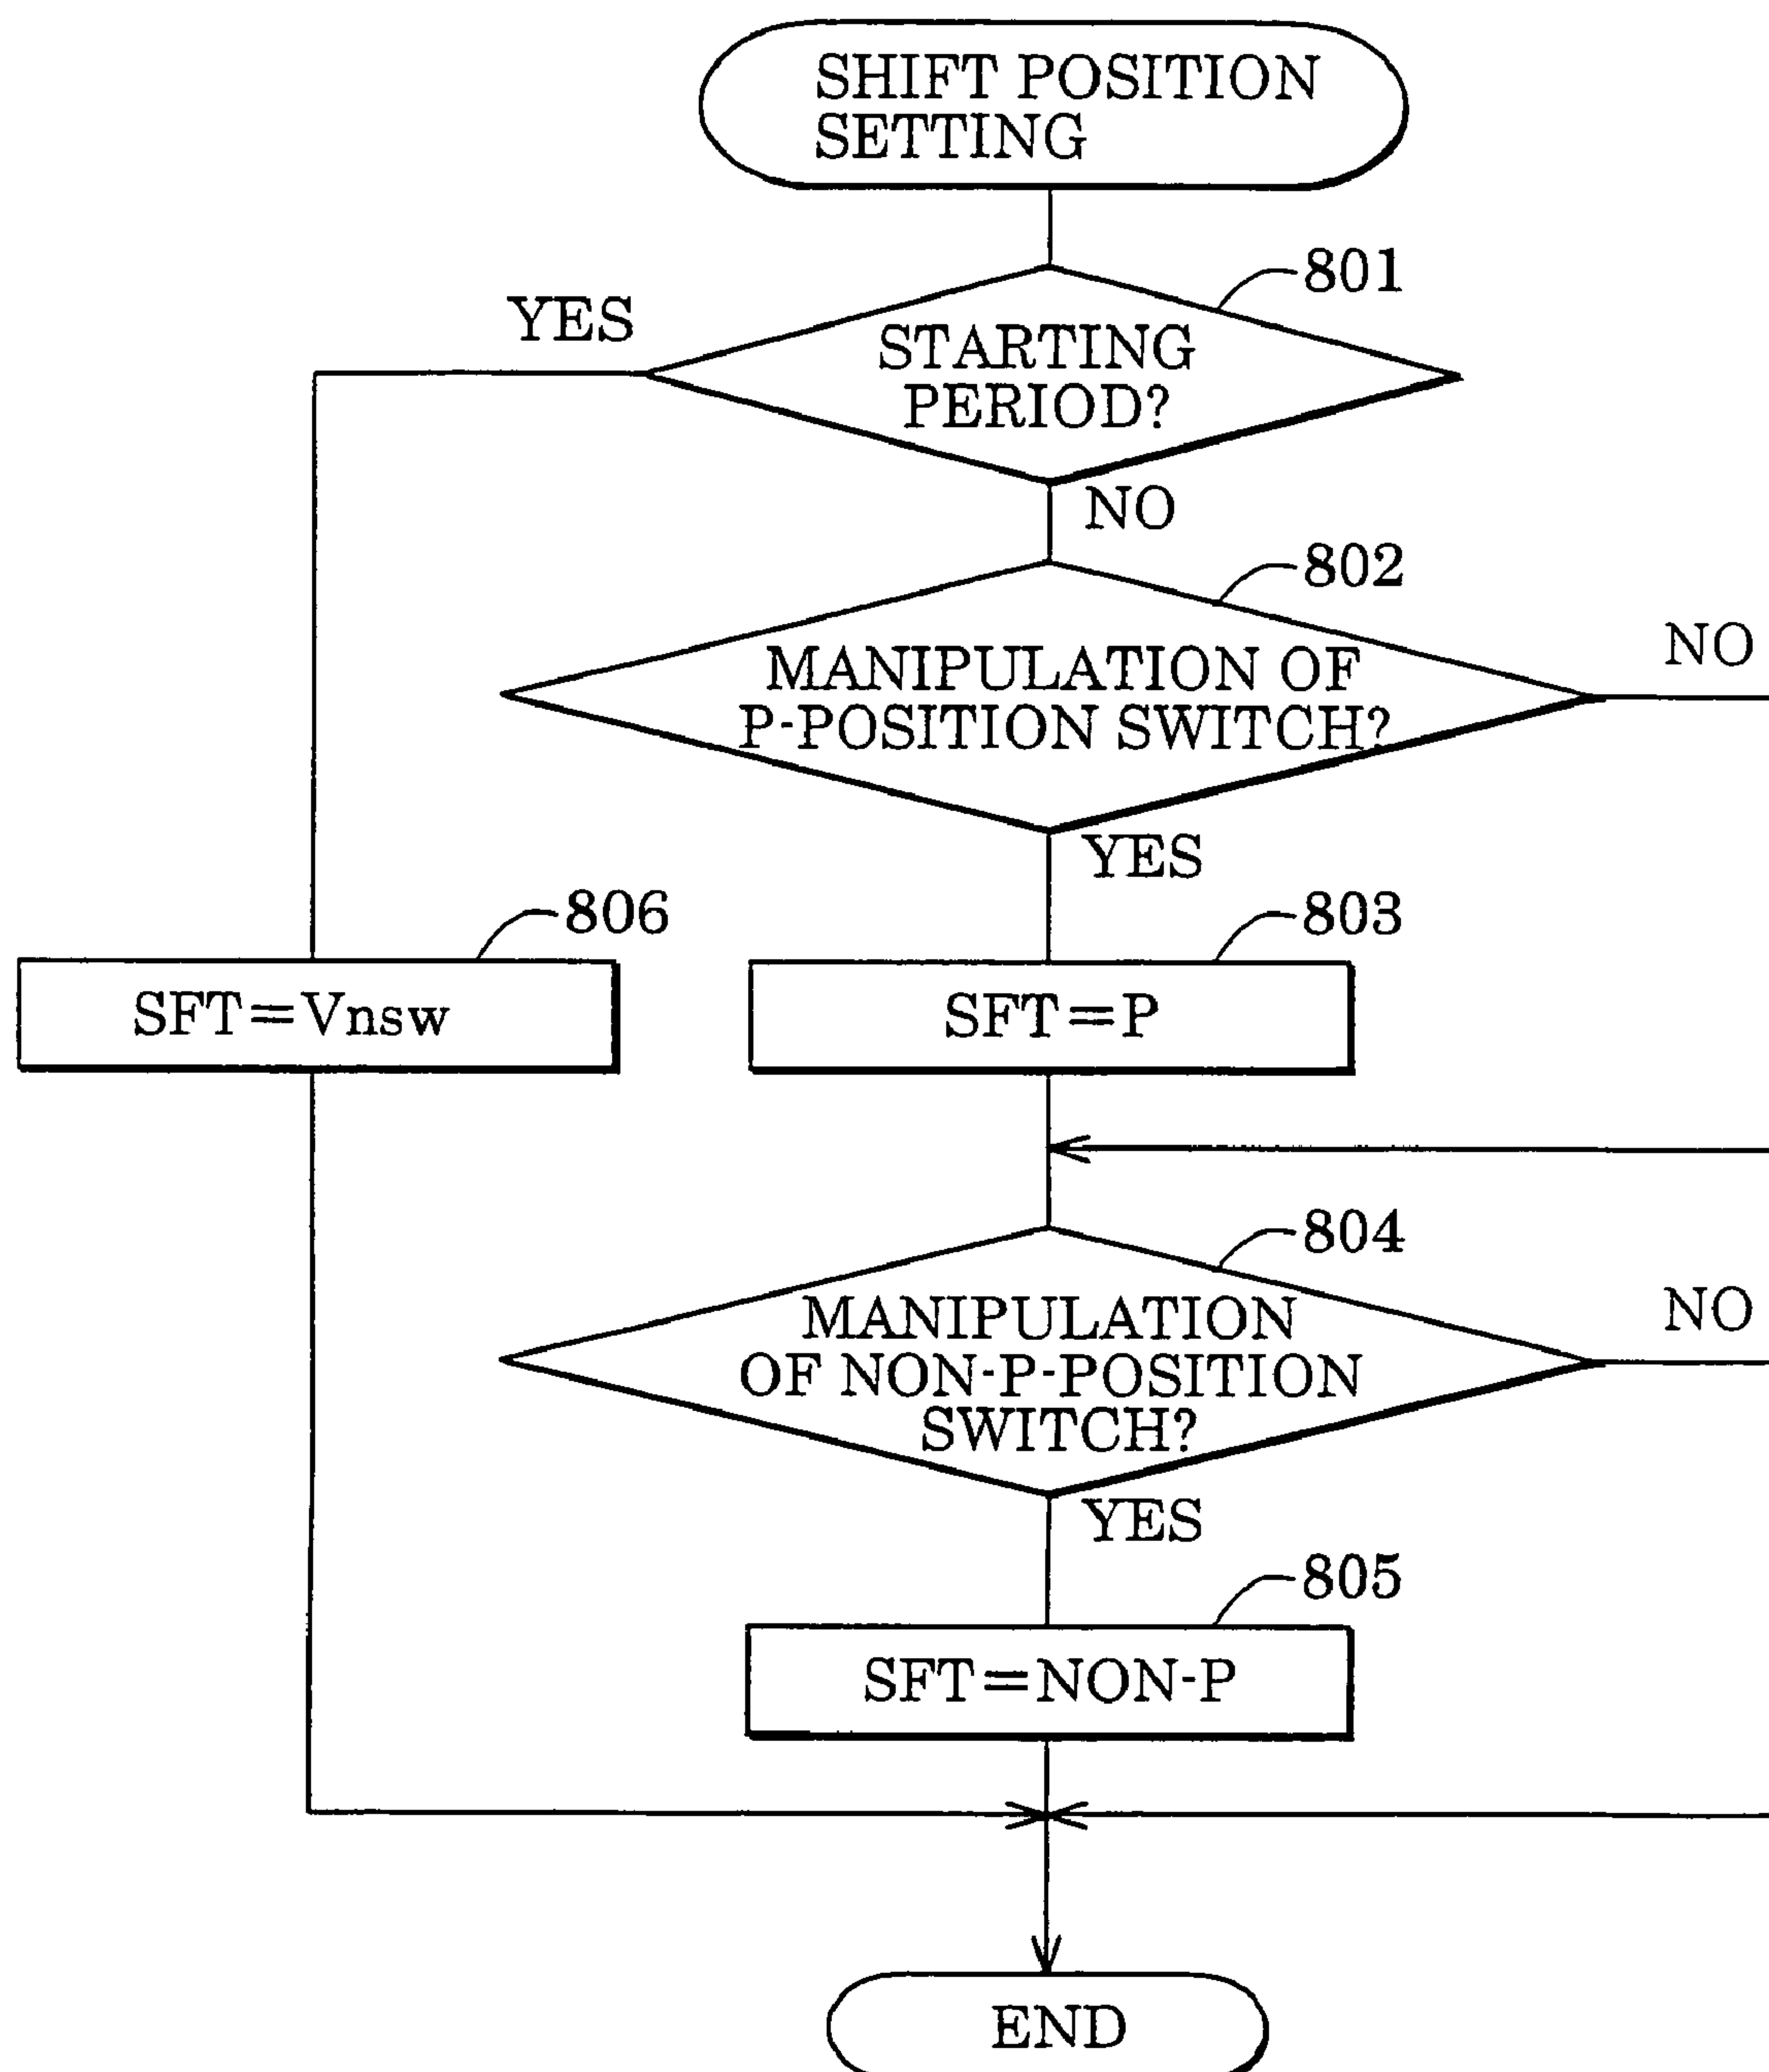 SHIFT POSITION
SETTING
801
YES
STARTING
PERIOD?
NO
802
NO
MANIPULATION OF
P-POSITION SWITCH?
YES
806
803
SFT=Vnsw
SFT=P
804
NO
MANIPULATION
OF NON-P-POSITION
SWITCH?
YES
805
SFT=NON-P
END